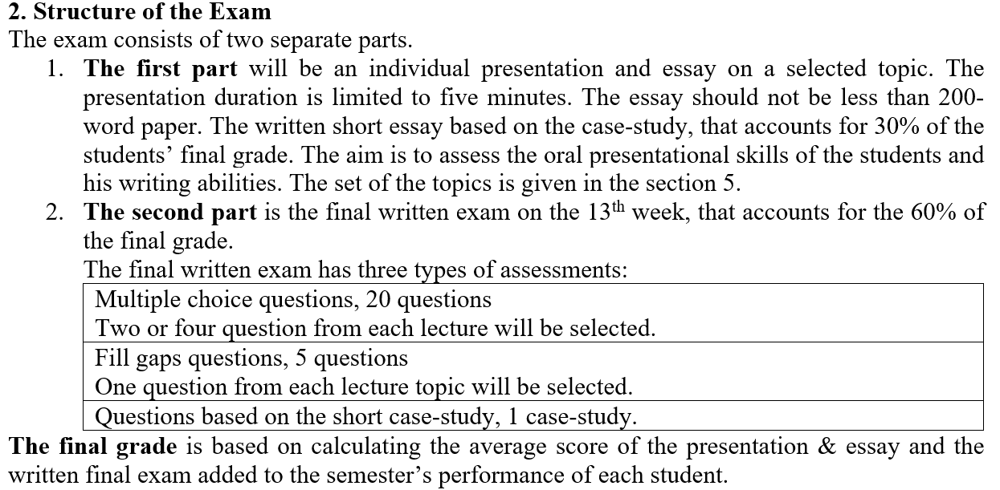 2. Structure of the Exam
The exam consists of two separate parts.
1. The first part will be an individual presentation and essay on a selected topic. The
presentation duration is limited to five minutes. The essay should not be less than 200-
word paper. The written short essay based on the case-study, that accounts for 30% of the
students’ final grade. The aim is to assess the oral presentational skills of the students and
his writing abilities. The set of the topics is given in the section 5.
2. The second part is the final written exam on the 13th week, that accounts for the 60% of
the final grade.
The final written exam has three types of assessments:
Multiple choice questions, 20 questions
Two or four question from each lecture will be selected.
Fill gaps questions, 5 questions
One question from each lecture topic will be selected.
Questions based on the short case-study, 1 case-study.
The final grade is based on calculating the average score of the presentation & essay and the
written final exam added to the semester’s performance of each student.